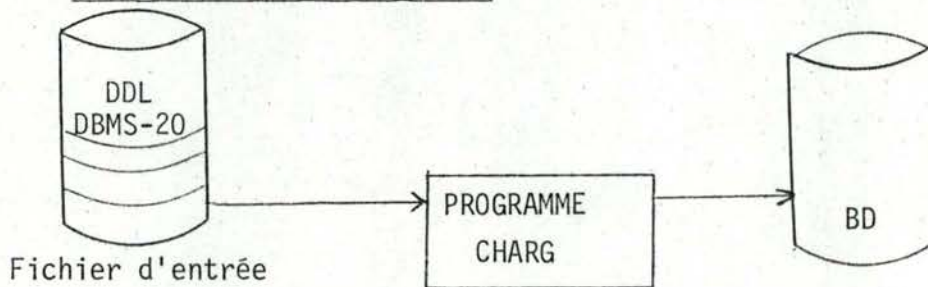 DDL
DBMS-20
PROGRAMME
CHARG
BD
Fichier d'entrée